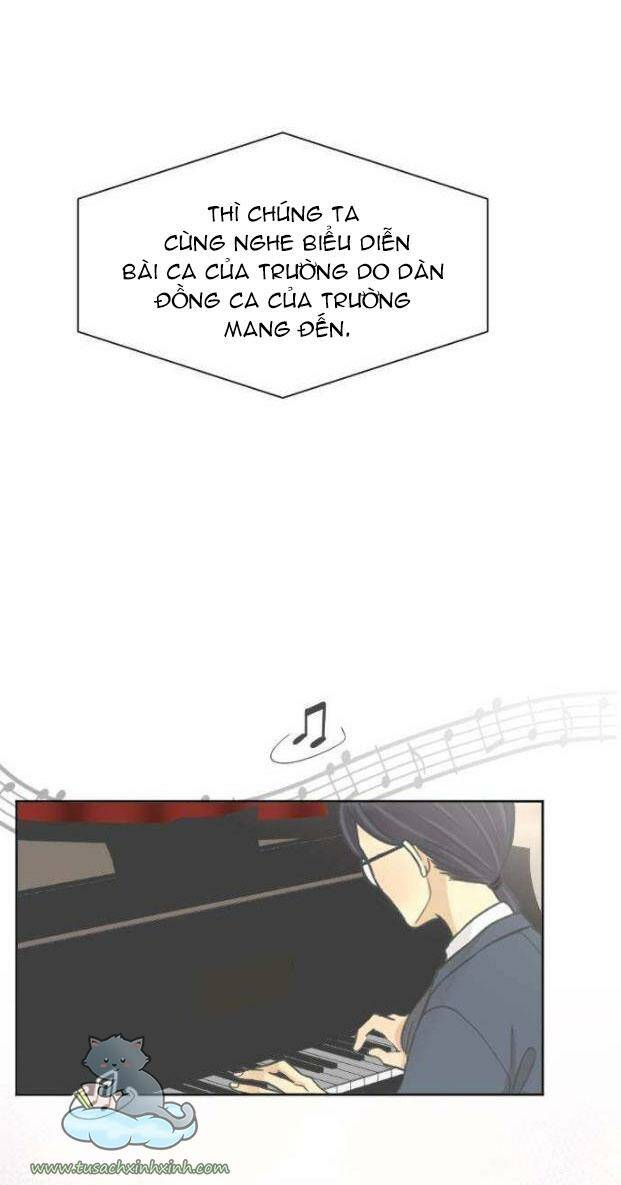 THÌ CHÚNG TA
CÙNG NGHE BIỂU DIỄN
BÀI CA CỦA TRƯỜNG DO DÀN
ĐỒNG CA CỦA TRƯỜNG
MANG ĐẾN.
www.tusachxinhxinh.com